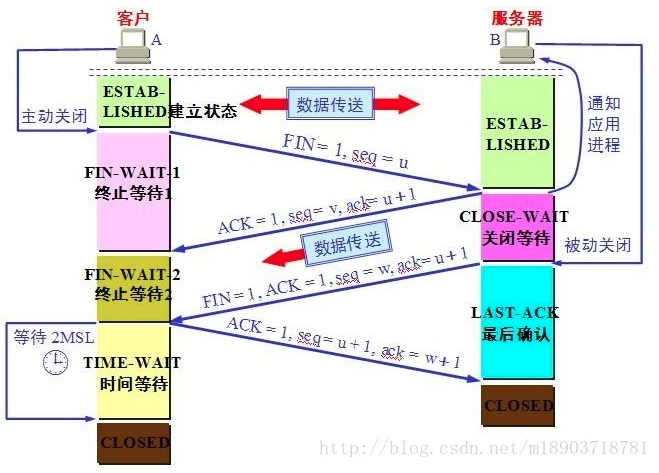 客户
服务器
A
B
主动关闭
ESTAB-
LISHED建立状态
数据传送
ESTAB-
LISHED
通知
应用
进程
FIN = 1, seq = u
FIN-WAIT-1
终止等待1
ACK = 1, seq = v, ack= u + 1
CLOSE-WAIT
关闭等待
数据传送
被动关闭
FIN-WAIT-2
终止等待2
FIN = 1, ACK = 1, seq = w, ack= u + 1
LAST-ACK
最后确认
等待 2MSL
ACK = 1, seq = u + 1, ack = w + 1
TIME-WAIT
时间等待
CLOSED
CLOSED
http://blog.csdn.net/m18903718781